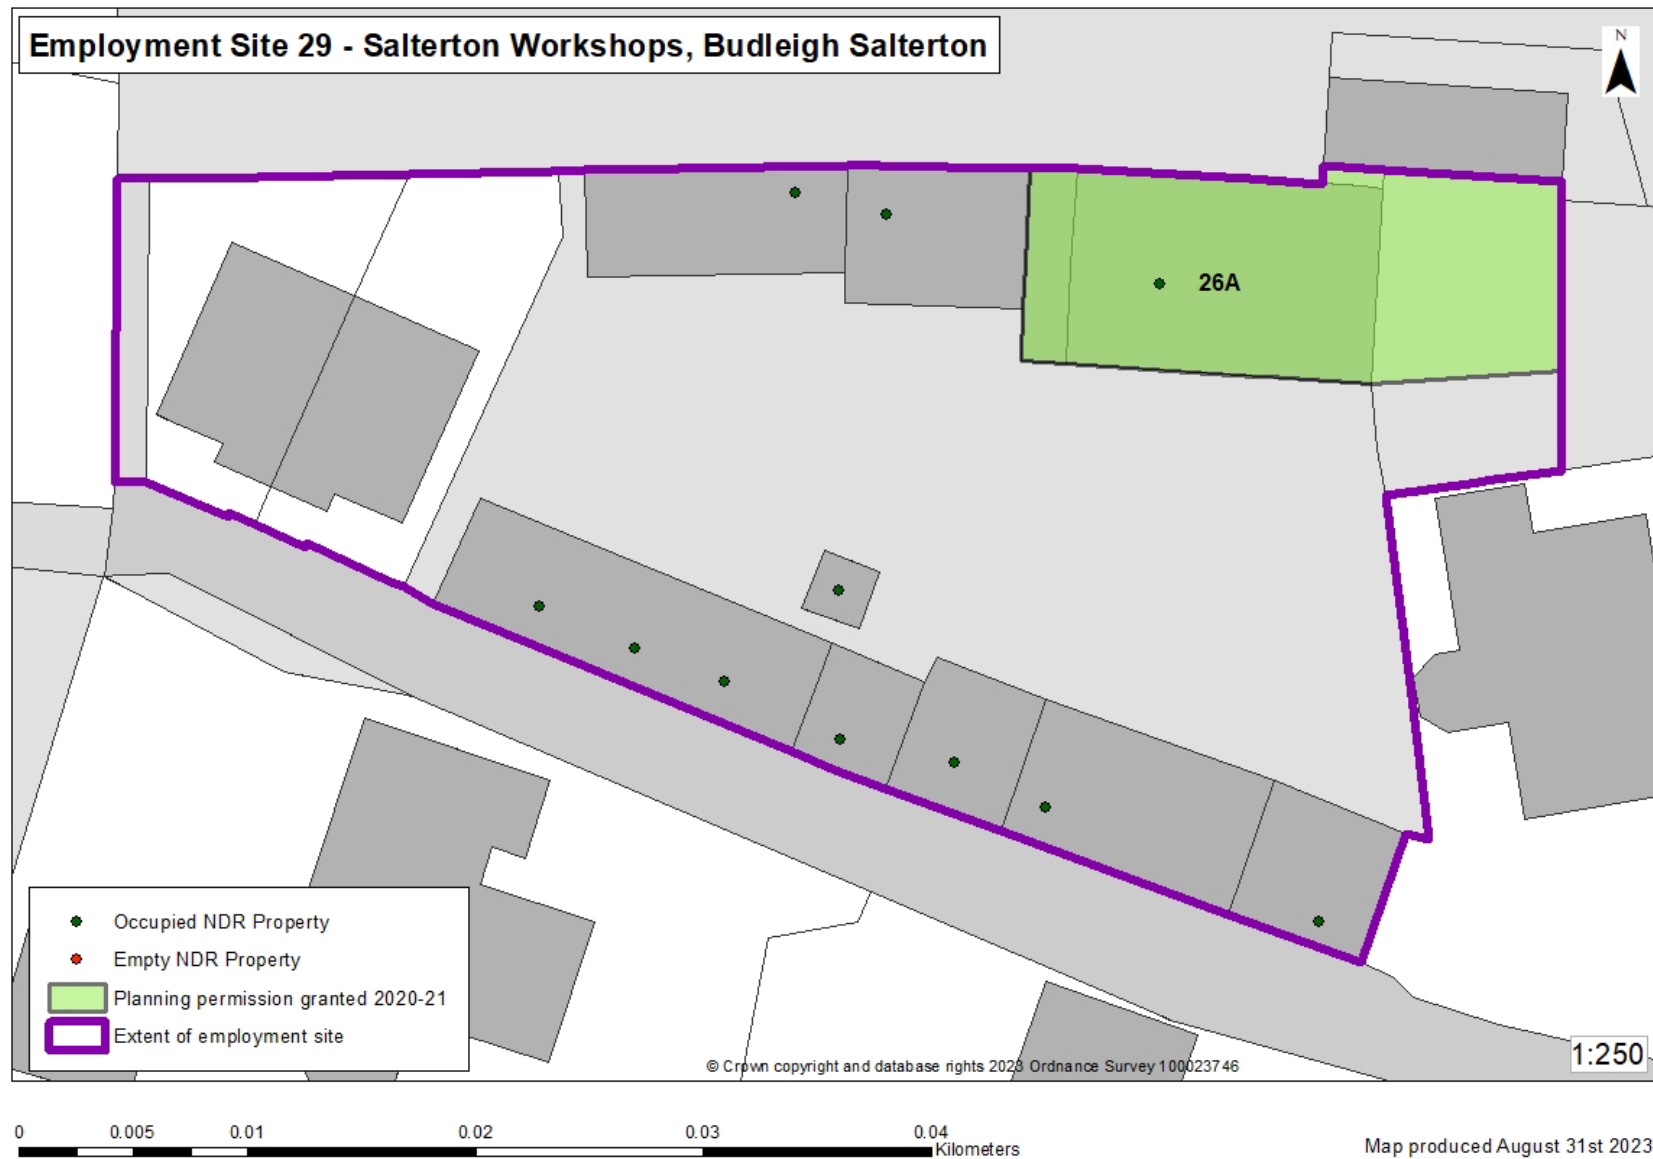 Employment Site 29 - Salterton Workshops, Budleigh Salterton
N
26A
Occupied NDR Property
Empty NDR Property
Planning permission granted 2020-21
Extent of employment site
© Crown copyright and database rights 2023 Ordnance Survey 100023746
1:250
0 0.005 0.01 0.02 0.03 0.04
Kilometers
Map produced August 31st 2023